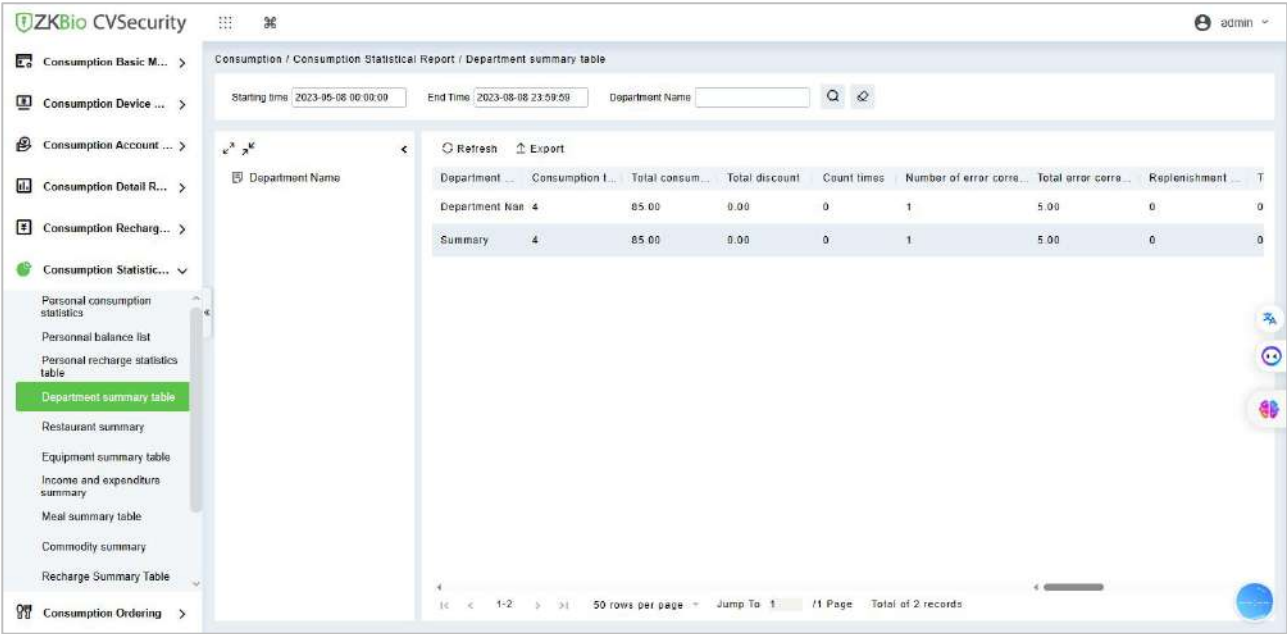 ZKBio CVSecurity
admin
Consumption Basic M...
Consumption Device ...
Consumption Account ...
Consumption Detail R...
Consumption Recharg...
Consumption Statistic...
Personal consumption
statistics
Personnal balance list
Personal recharge statistics
table
Department summary table
Restaurant summary
Equipment summary table
Income and expenditure
summary
Meal summary table
Commodity summary
Recharge Summary Table
Consumption Ordering
Consumption / Consumption Statistical Report / Department summary table
Starting time 2023-05-08 00:00:00 End Time 2023-08-08 23:59:59 Department Name
Department Name
Refresh Export
Department ... Consumption t... Total consum... Total discount Count times Number of error corre... Total error corre... Replenishment ... T
Department Nan 4 85.00 0.00 0 1 5.00 0 0
Summary 4 85.00 0.00 0 1 5.00 0 0
1-2 50 rows per page Jump To 1 /1 Page Total of 2 records